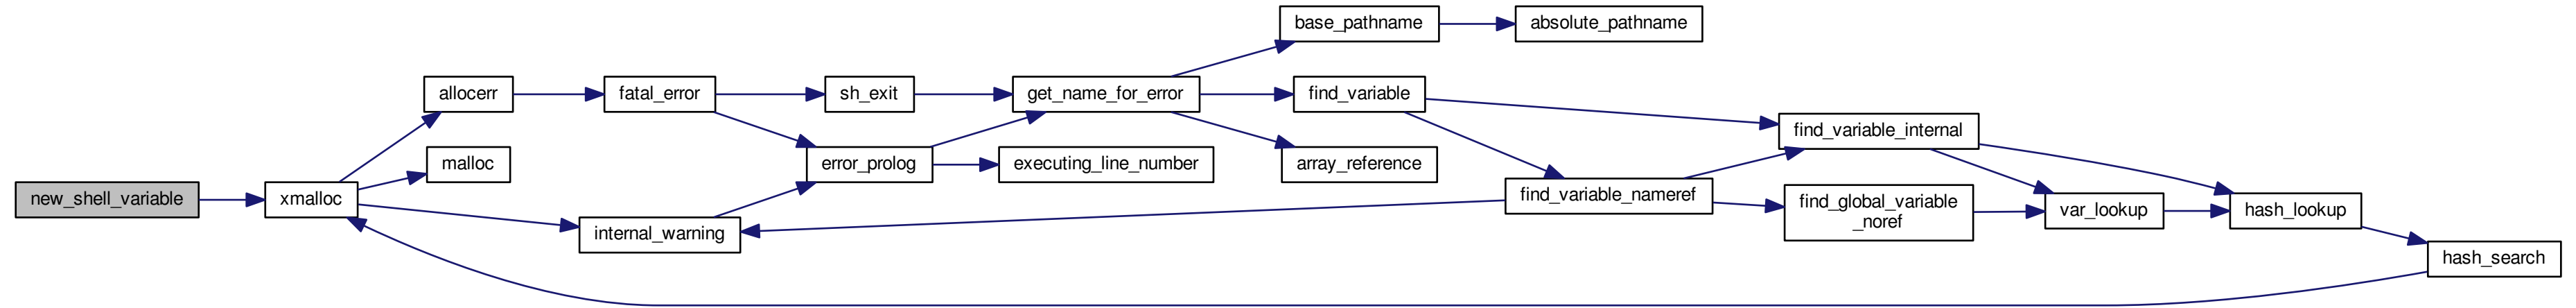 base_pathname
absolute_pathname
allocerr
fatal_error
sh_exit
get_name_for_error
find_variable
find_variable_internal
malloc
error_prolog
executing_line_number
array_reference
new_shell_variable
xmalloc
find_variable_nameref
find_global_variable
_noref
var_lookup
hash_lookup
internal_warning
hash_search